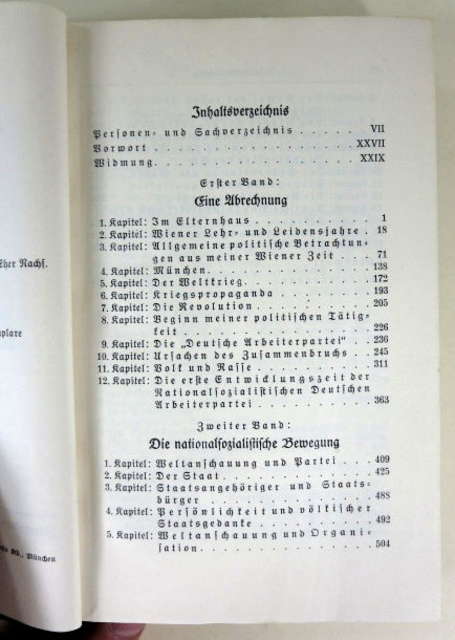 Inhaltsverzeichnis
Personen- und Sachverzeichnis . . . . . . VII
Vorwort . . . . . . . . . . . . . . . . . XXVII
Widmung. . . . . . . . . . . . . . . . . XXIX
Erster Band:
Eine Abrechnung
1. Kapitel: Im Elternhaus . . . . . . . . . . 1
2. Kapitel: Wiener Lehr- und Leidensjahre . 18
3. Kapitel: Allgemeine politische Betrachtun-
gen aus meiner Wiener Zeit . . 71
4. Kapitel: München. . . . . . . . . . . . . 138
5. Kapitel: Der Weltkrieg. . . . . . . . . . 172
6. Kapitel: Kriegspropaganda . . . . . . . 193
7. Kapitel: Die Revolution . . . . . . . . . 205
8. Kapitel: Beginn meiner politischen Tätig-
keit . . . . . . . . . . . . . . 226
9. Kapitel: Die „Deutsche Arbeiterpartei“ . . 236
10. Kapitel: Ursachen des Zusammenbruchs . . 245
11. Kapitel: Volk und Rasse . . . . . . . . . 311
12. Kapitel: Die erste Entwicklungszeit der
Nationalsozialistischen Deutschen
Arbeiterpartei . . . . . . . . . 363
Zweiter Band:
Die nationalsozialistische Bewegung
1. Kapitel: Weltanschauung und Partei . . . 409
2. Kapitel: Der Staat. . . . . . . . . . . . 425
3. Kapitel: Staatsangehöriger und Staats-
bürger . . . . . . . . . . . . . 488
4. Kapitel: Persönlichkeit und völkischer
Staatsgedanke . . . . . . . . . 492
5. Kapitel: Weltanschauung und Organi-
sation. . . . . . . . . . . . . . 504
Eher Nachf.
München